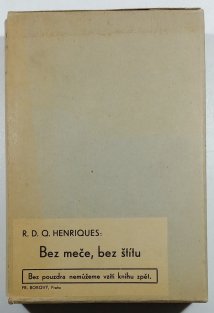 R. D. Q. HENRIQUES:
Bez meče, bez štítu
Bez pouzdra nemůžeme vzíti knihu zpět.
FR. BOROVÝ, Praha